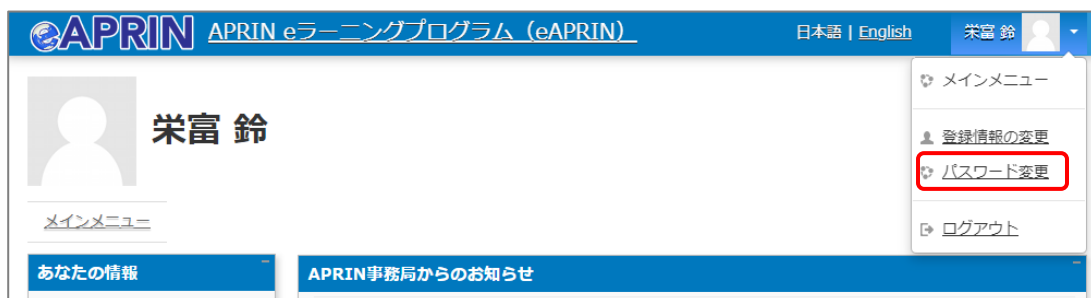 eAPRIN APRIN eラーニングプログラム（eAPRIN） 日本語 | English 栄富 鈴
メインメニュー
栄富 鈴
登録情報の変更
パスワード変更
メインメニュー
ログアウト
あなたの情報
APRIN事務局からのお知らせ